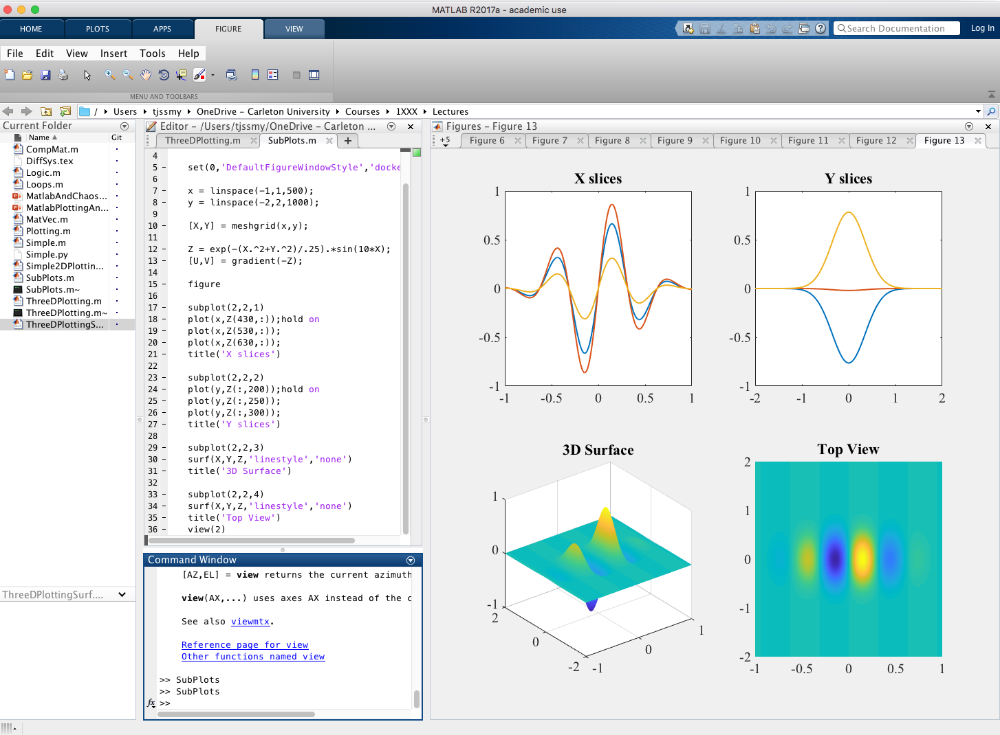 MATLAB R2017a - academic use
HOME PLOTS APPS FIGURE VIEW
Search Documentation Log In
File Edit View Insert Tools Help
MENU AND TOOLBARS
/ Users tjssmy OneDrive – Carleton University Courses 1XXX Lectures
Current Folder
Name Git
CompMat.m
DiffSys.tex
Logic.m
Loops.m
MatlabAndChaos...
MatlabPlottingAn...
MatVec.m
Plotting.m
Simple.m
Simple.py
Simple2DPlottin...
SubPlots.m
SubPlots.m~
ThreeDPlotting.m
ThreeDPlotting.m~
ThreeDPlottingS...
ThreeDPlottingSurf....
Editor – /Users/tjssmy/OneDrive – Carleton ...
ThreeDPlotting.m SubPlots.m +
4
5 – set(0,'DefaultFigureWindowStyle','docke
6
7 – x = linspace(-1,1,500);
8 – y = linspace(-2,2,1000);
9
10 – [X,Y] = meshgrid(x,y);
11
12 – Z = exp(-(X.^2+Y.^2)/.25).*sin(10*X);
13 – [U,V] = gradient(-Z);
14
15 – figure
16
17 – subplot(2,2,1)
18 – plot(x,Z(430,:));hold on
19 – plot(x,Z(530,:));
20 – plot(x,Z(630,:));
21 – title('X slices')
22
23 – subplot(2,2,2)
24 – plot(y,Z(:,200));hold on
25 – plot(y,Z(:,250));
26 – plot(y,Z(:,300));
27 – title('Y slices')
28
29 – subplot(2,2,3)
30 – surf(X,Y,Z,'linestyle','none')
31 – title('3D Surface')
32
33 – subplot(2,2,4)
34 – surf(X,Y,Z,'linestyle','none')
35 – title('Top View')
36 – view(2)
Command Window
[AZ,EL] = view returns the current azimuth
view(AX,...) uses axes AX instead of the c
See also viewmtx.
Reference page for view
Other functions named view
>> SubPlots
>> SubPlots
fx >>
Figures – Figure 13
+5 Figure 6 Figure 7 Figure 8 Figure 9 Figure 10 Figure 11 Figure 12 Figure 13
X slices
1
0.5
0
-0.5
-1
-1 -0.5 0 0.5 1
Y slices
1
0.5
0
-0.5
-1
-2 -1 0 1 2
3D Surface
1
0
-1
2
0
-2
-1
0
1
Top View
2
1
0
-1
-2
-1 -0.5 0 0.5 1